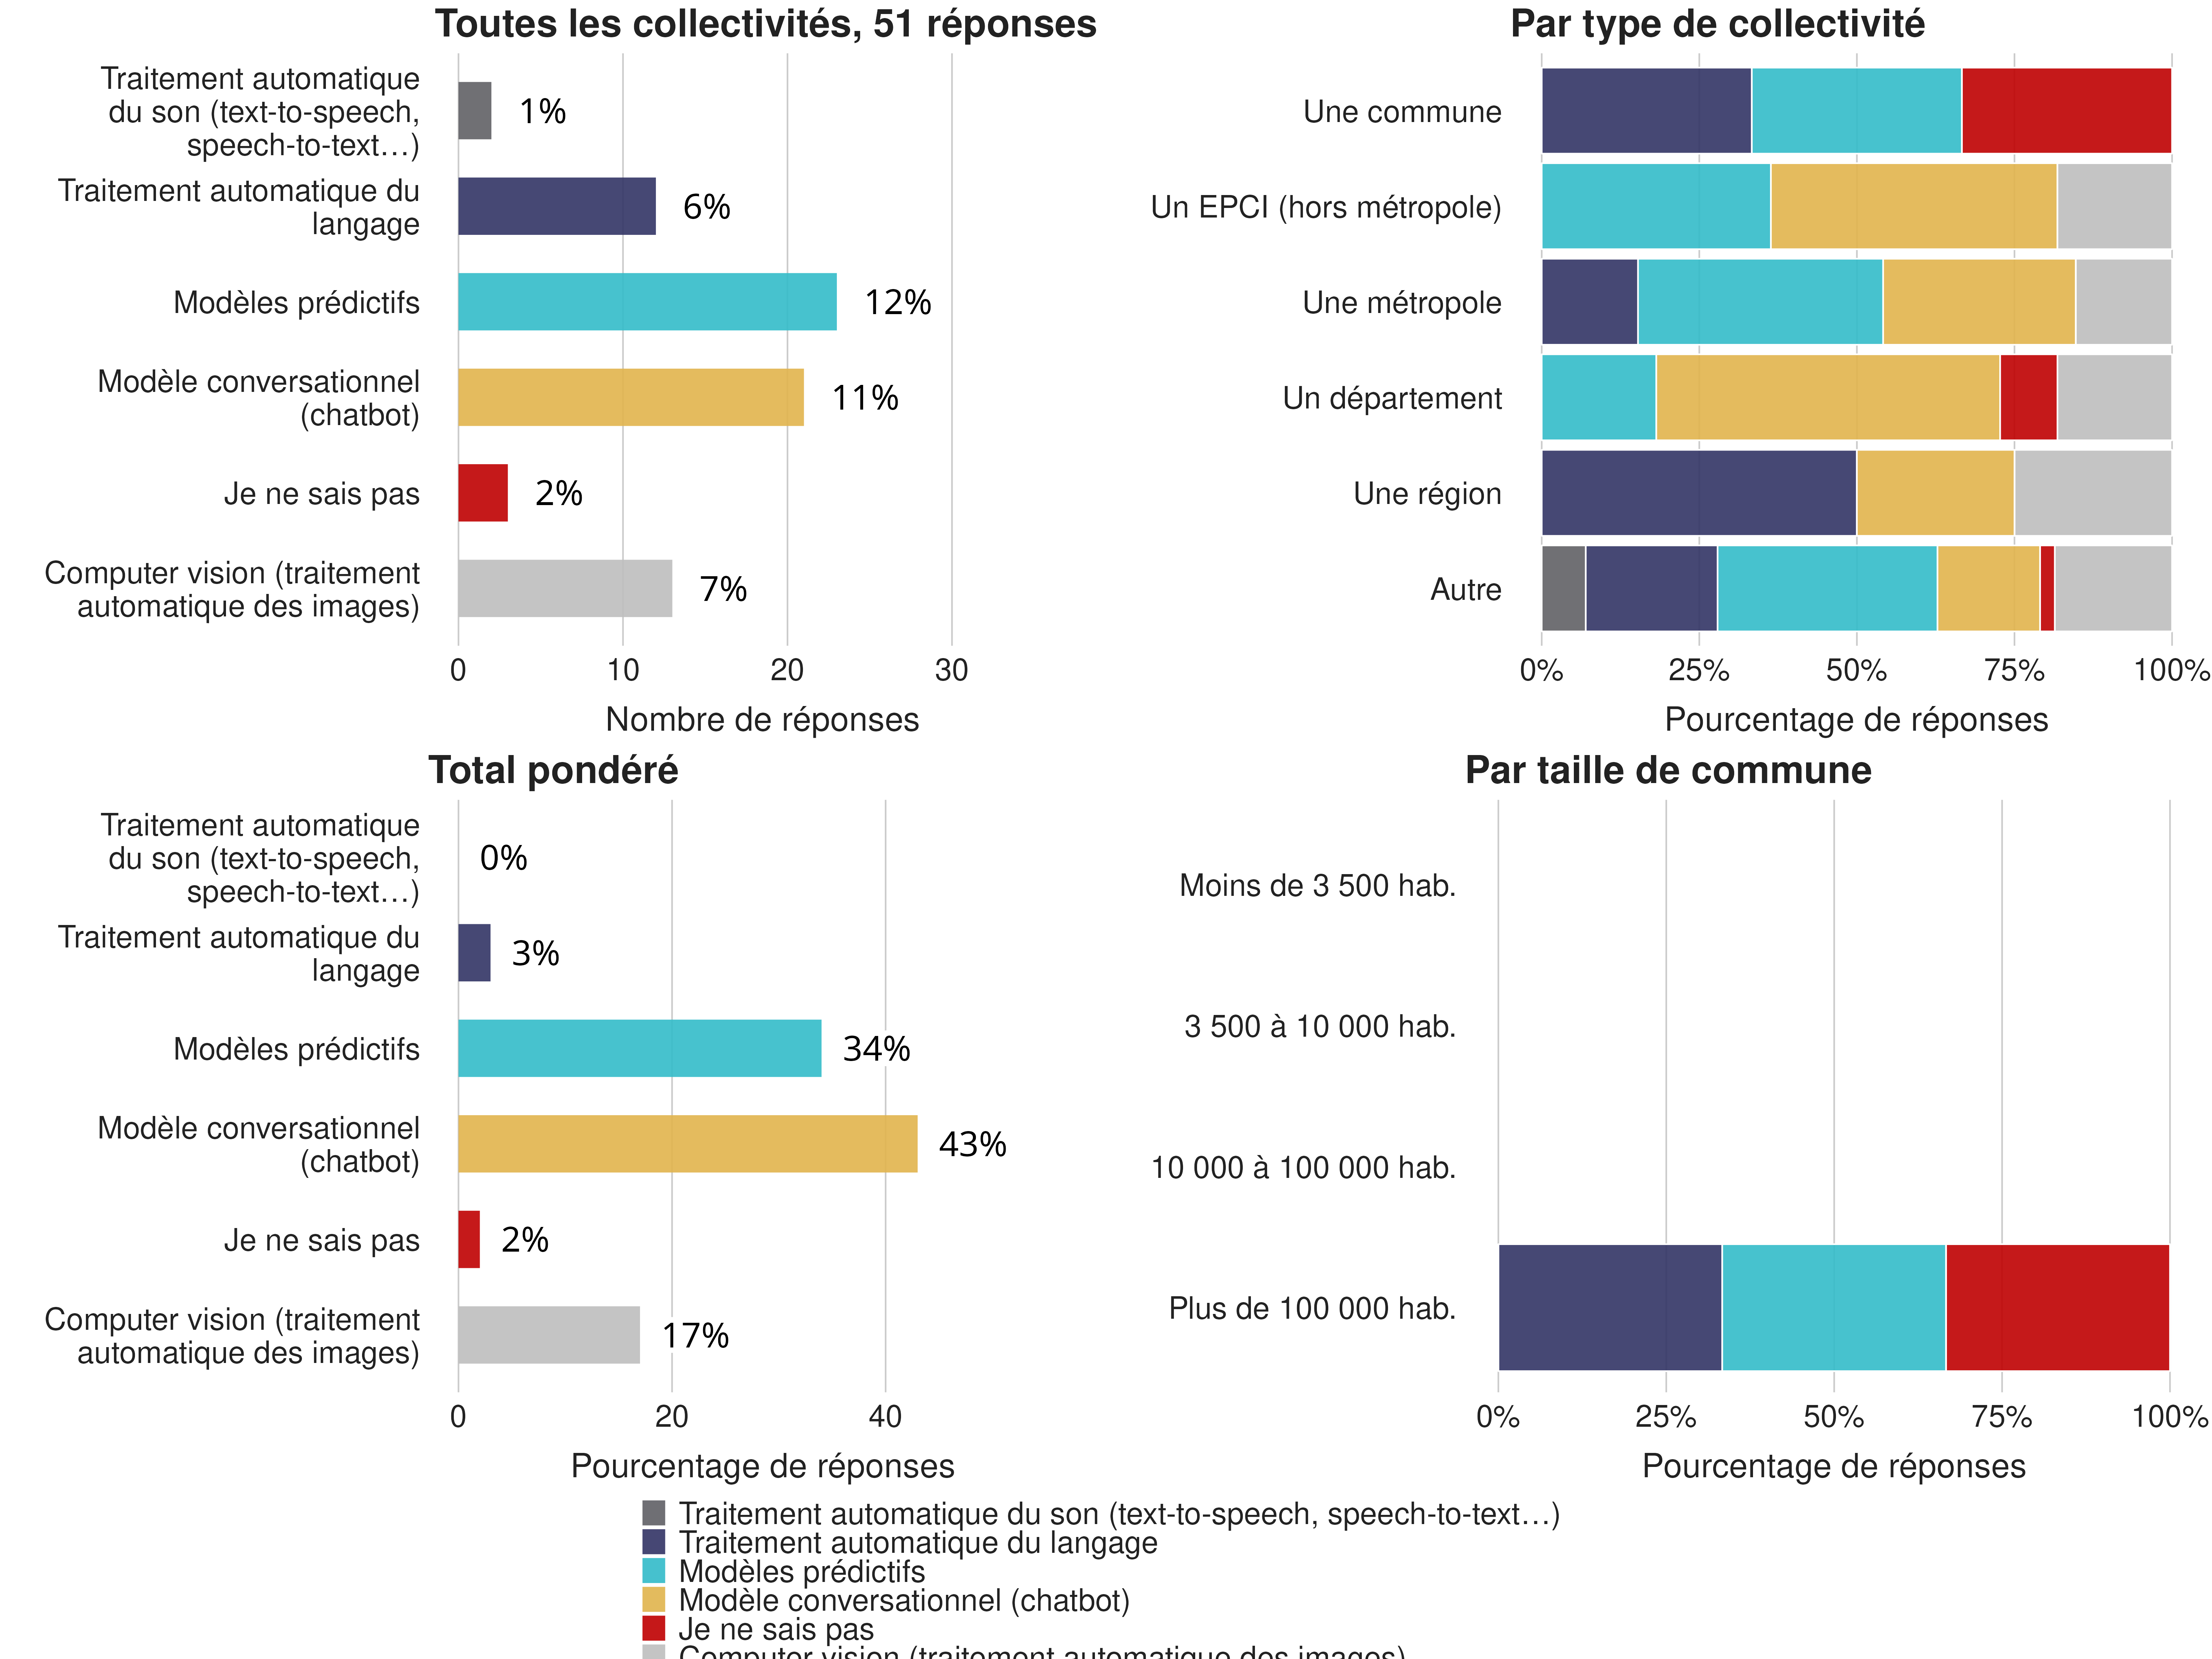 Toutes les collectivités, 51 réponses
Traitement automatique
du son (text-to-speech,
speech-to-text…)
1%
Traitement automatique du
langage
6%
Modèles prédictifs
12%
Modèle conversationnel
(chatbot)
11%
Je ne sais pas
2%
Computer vision (traitement
automatique des images)
7%
0 10 20 30
Nombre de réponses
Par type de collectivité
Une commune
Un EPCI (hors métropole)
Une métropole
Un département
Une région
Autre
0% 25% 50% 75% 100%
Pourcentage de réponses
Total pondéré
Traitement automatique
du son (text-to-speech,
speech-to-text…)
0%
Traitement automatique du
langage
3%
Modèles prédictifs
34%
Modèle conversationnel
(chatbot)
43%
Je ne sais pas
2%
Computer vision (traitement
automatique des images)
17%
0 20 40
Pourcentage de réponses
Par taille de commune
Moins de 3 500 hab.
3 500 à 10 000 hab.
10 000 à 100 000 hab.
Plus de 100 000 hab.
0% 25% 50% 75% 100%
Pourcentage de réponses
Traitement automatique du son (text-to-speech, speech-to-text…)
Traitement automatique du langage
Modèles prédictifs
Modèle conversationnel (chatbot)
Je ne sais pas
Computer vision (traitement automatique des images)